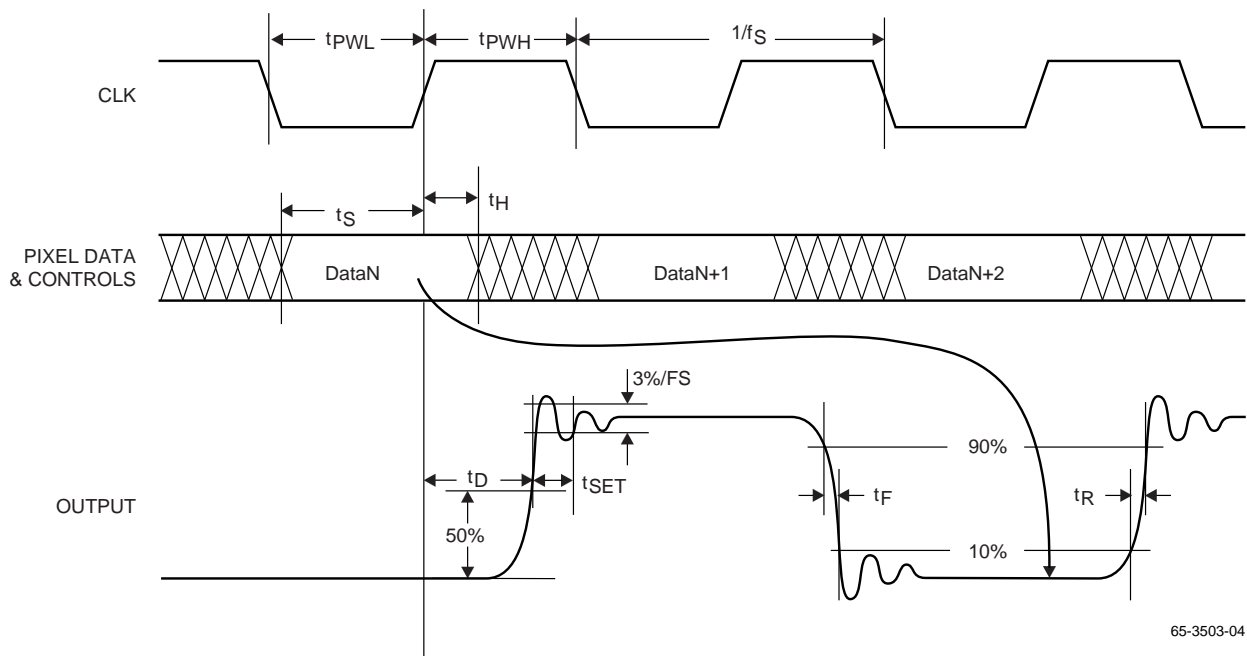 tPWL
tPWH
1/fS
CLK
tS
tH
PIXEL DATA
& CONTROLS
DataN
DataN+1
DataN+2
3%/FS
90%
tD
tSET
tF
tR
OUTPUT
50%
10%
65-3503-04